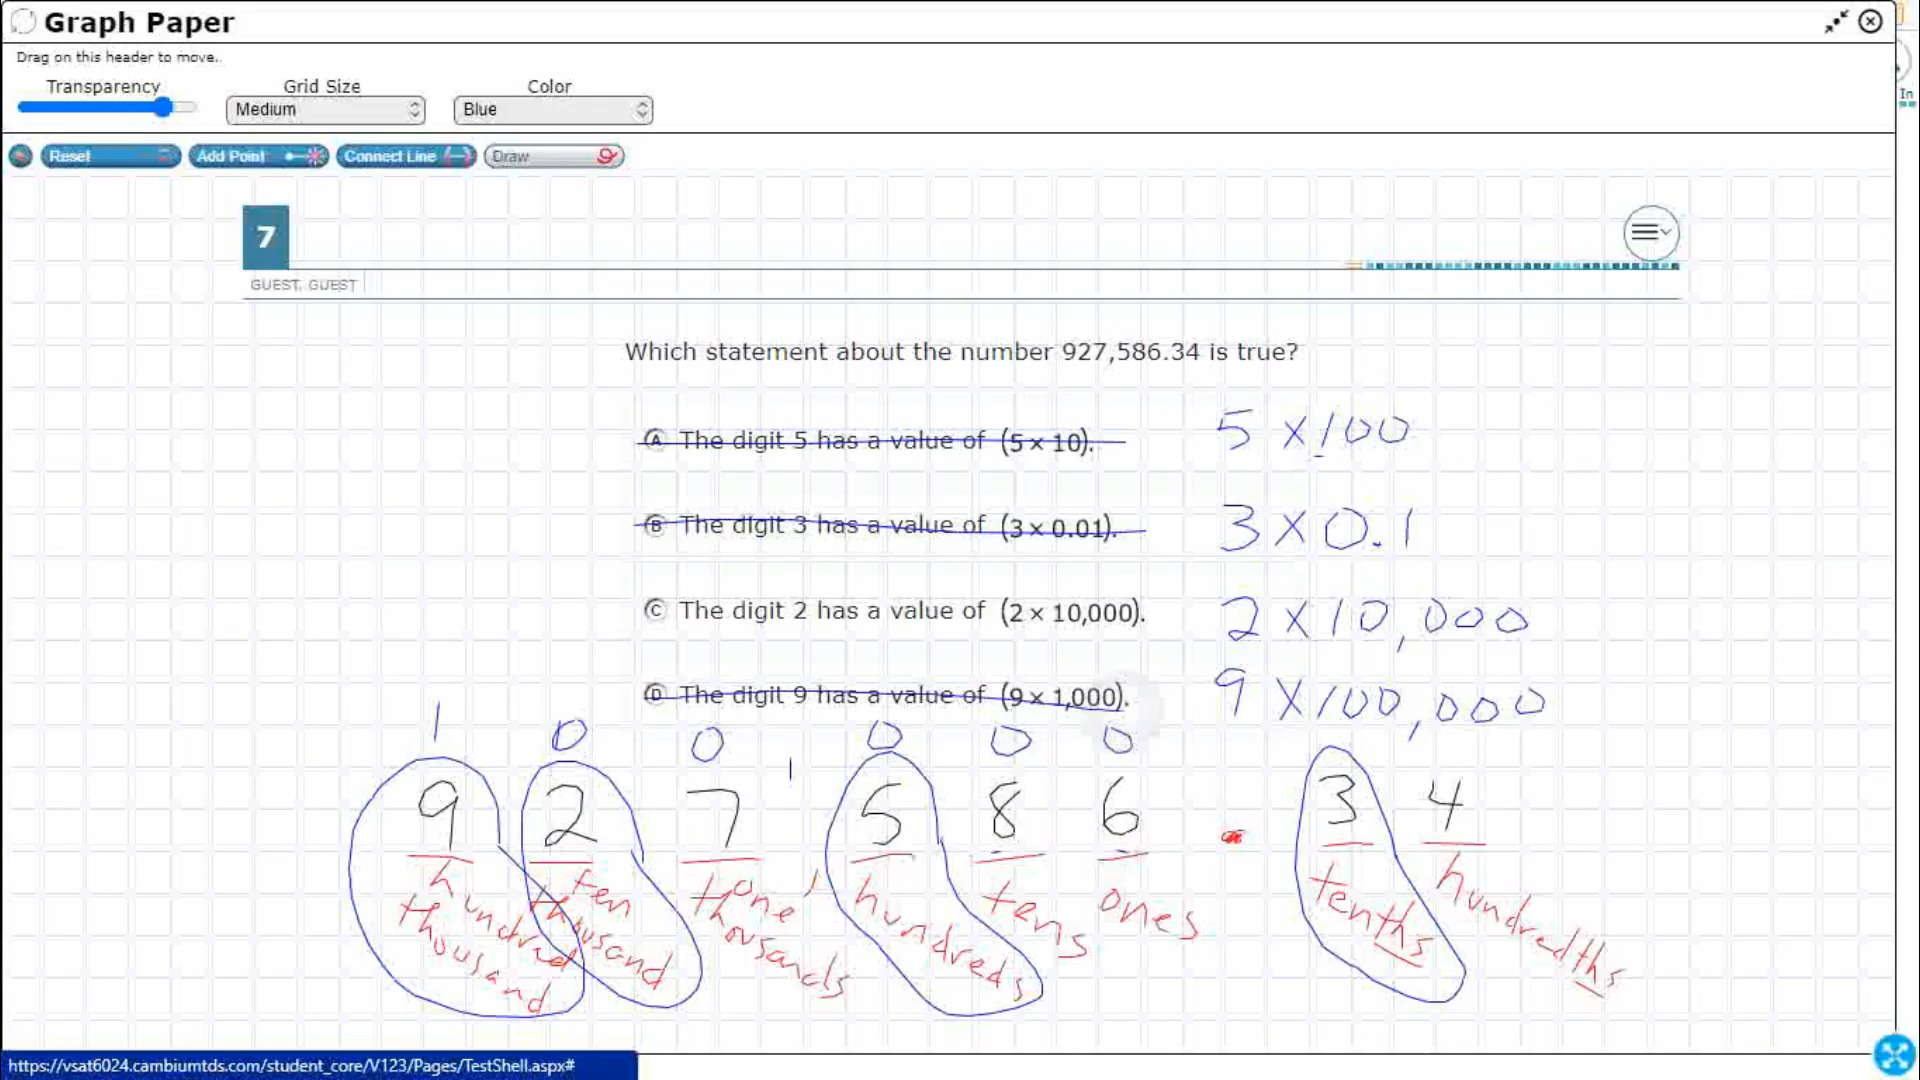 Graph Paper
Drag on this header to move..
Transparency Grid Size Color
Medium Blue
Reset Add Point Connect Line Draw
In
7
GUEST, GUEST
Which statement about the number 927,586.34 is true?
A The digit 5 has a value of (5 × 10). 5 × 100
B The digit 3 has a value of (3 × 0.01). 3 × 0.1
C The digit 2 has a value of (2 × 10,000). 2 × 10,000
D The digit 9 has a value of (9 × 1,000). 9 × 100,000
1 0 0 , 0 0 0
9 2 7 , 5 8 6 . 3 4
hundred thousand ten thousand one thousands hundreds tens ones tenths hundredths
https://vsat6024.cambiumtds.com/student_core/V123/Pages/TestShell.aspx#